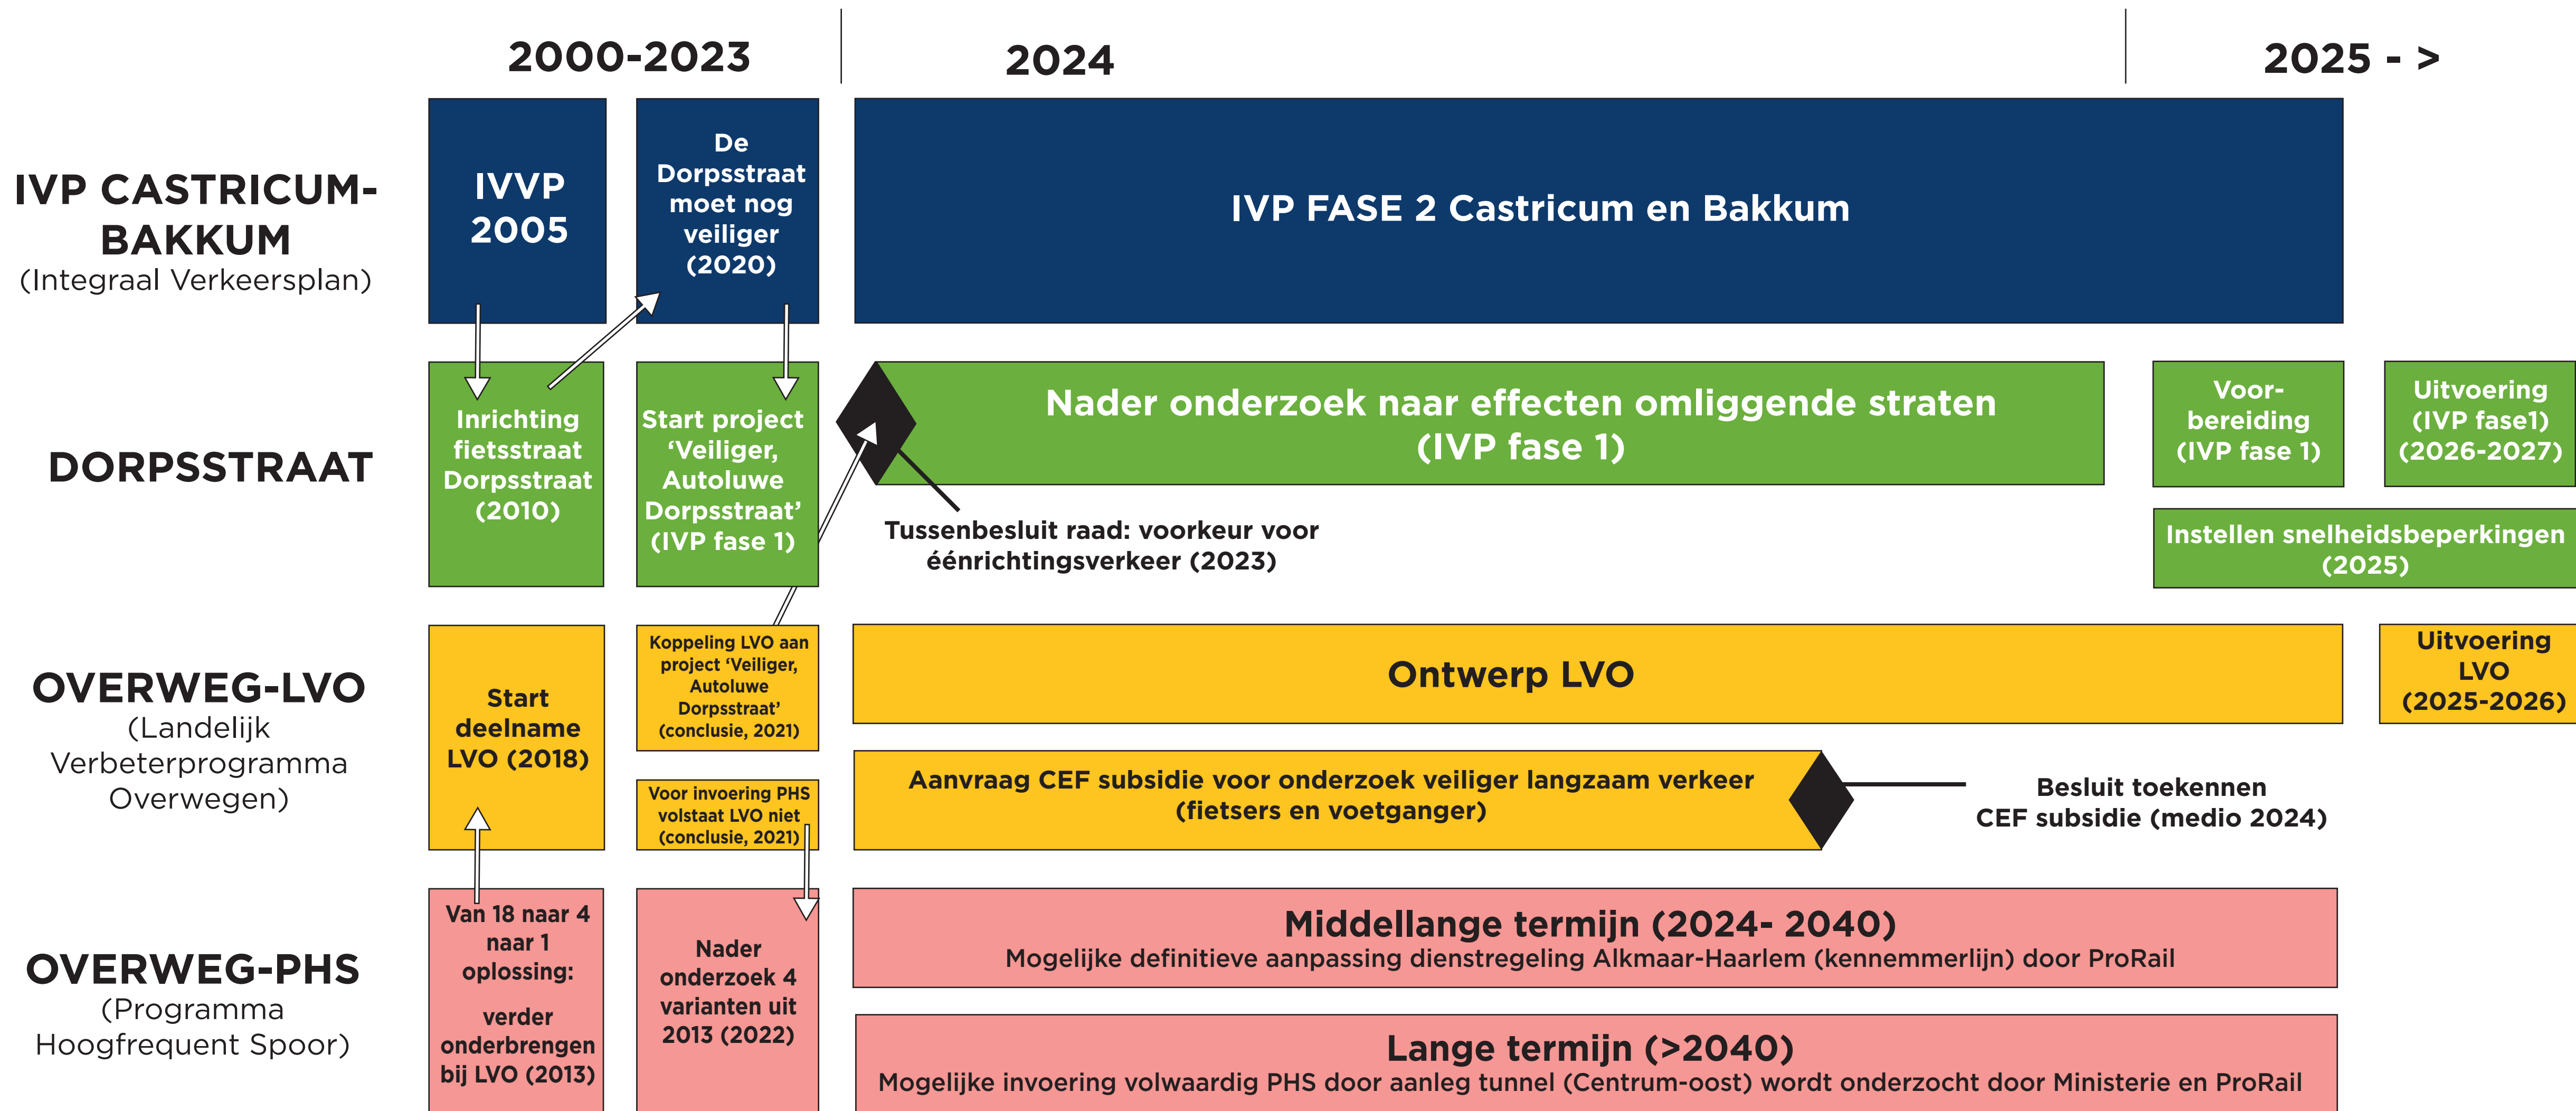 2000-2023
2024
2025 - >
IVP CASTRICUM-
BAKKUM
(Integraal Verkeersplan)
IVVP
2005
De
Dorpsstraat
moet nog
veiliger
(2020)
IVP FASE 2 Castricum en Bakkum
DORPSSTRAAT
Inrichting
fietsstraat
Dorpsstraat
(2010)
Start project
‘Veiliger,
Autoluwe
Dorpsstraat’
(IVP fase 1)
Nader onderzoek naar effecten omliggende straten
(IVP fase 1)
Tussenbesluit raad: voorkeur voor
éénrichtingsverkeer (2023)
Voor-
bereiding
(IVP fase 1)
Uitvoering
(IVP fase1)
(2026-2027)
Instellen snelheidsbeperkingen
(2025)
OVERWEG-LVO
(Landelijk
Verbeterprogramma
Overwegen)
Start
deelname
LVO (2018)
Koppeling LVO aan
project ‘Veiliger,
Autoluwe
Dorpsstraat’
(conclusie, 2021)
Voor invoering PHS
volstaat LVO niet
(conclusie, 2021)
Ontwerp LVO
Uitvoering
LVO
(2025-2026)
Aanvraag CEF subsidie voor onderzoek veiliger langzaam verkeer
(fietsers en voetganger)
Besluit toekennen
CEF subsidie (medio 2024)
OVERWEG-PHS
(Programma
Hoogfrequent Spoor)
Van 18 naar 4
naar 1
oplossing:
verder
onderbrengen
bij LVO (2013)
Nader
onderzoek 4
varianten uit
2013 (2022)
Middellange termijn (2024- 2040)
Mogelijke definitieve aanpassing dienstregeling Alkmaar-Haarlem (kennemmerlijn) door ProRail
Lange termijn (>2040)
Mogelijke invoering volwaardig PHS door aanleg tunnel (Centrum-oost) wordt onderzocht door Ministerie en ProRail